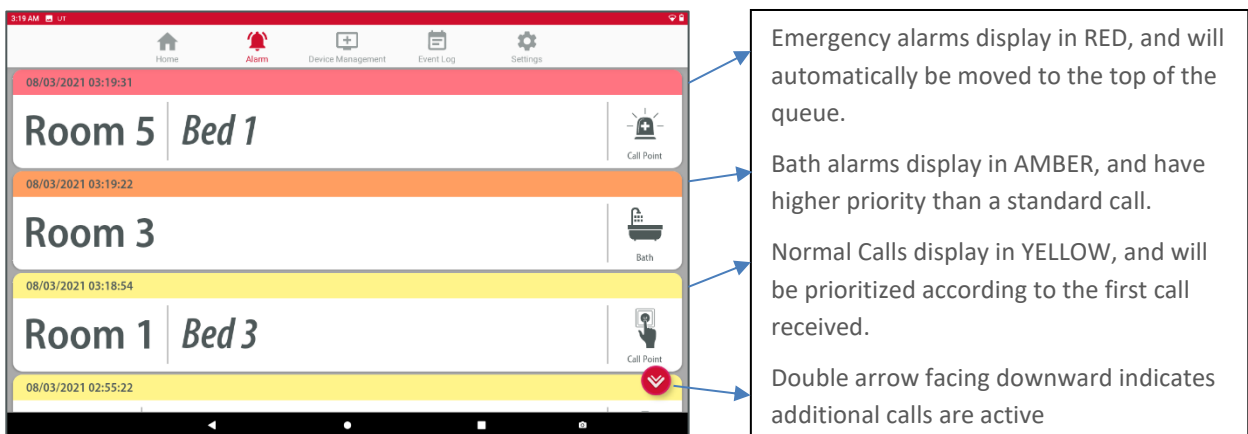 3:19 AM UT
Home Alarm Device Management Event Log Settings
08/03/2021 03:19:31
Room 5 Bed 1
Call Point
08/03/2021 03:19:22
Room 3
Bath
08/03/2021 03:18:54
Room 1 Bed 3
Call Point
08/03/2021 02:55:22
Emergency alarms display in RED, and will
automatically be moved to the top of the
queue.
Bath alarms display in AMBER, and have
higher priority than a standard call.
Normal Calls display in YELLOW, and will
be prioritized according to the first call
received.
Double arrow facing downward indicates
additional calls are active